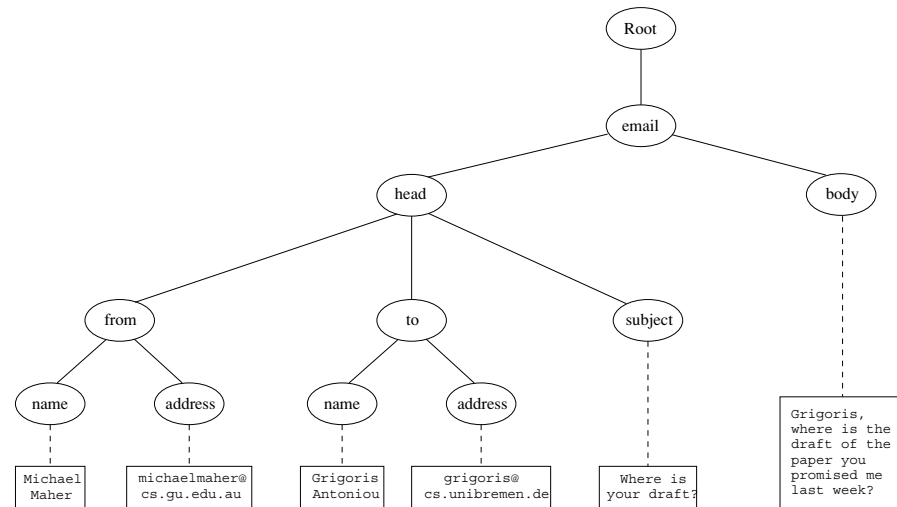 Root
email
head
body
from
to
subject
name
address
name
address
Michael
Maher
michaelmaher@
cs.gu.edu.au
Grigoris
Antoniou
grigoris@
cs.unibremen.de
Where is
your draft?
Grigoris,
where is the
draft of the
paper you
promised me
last week?